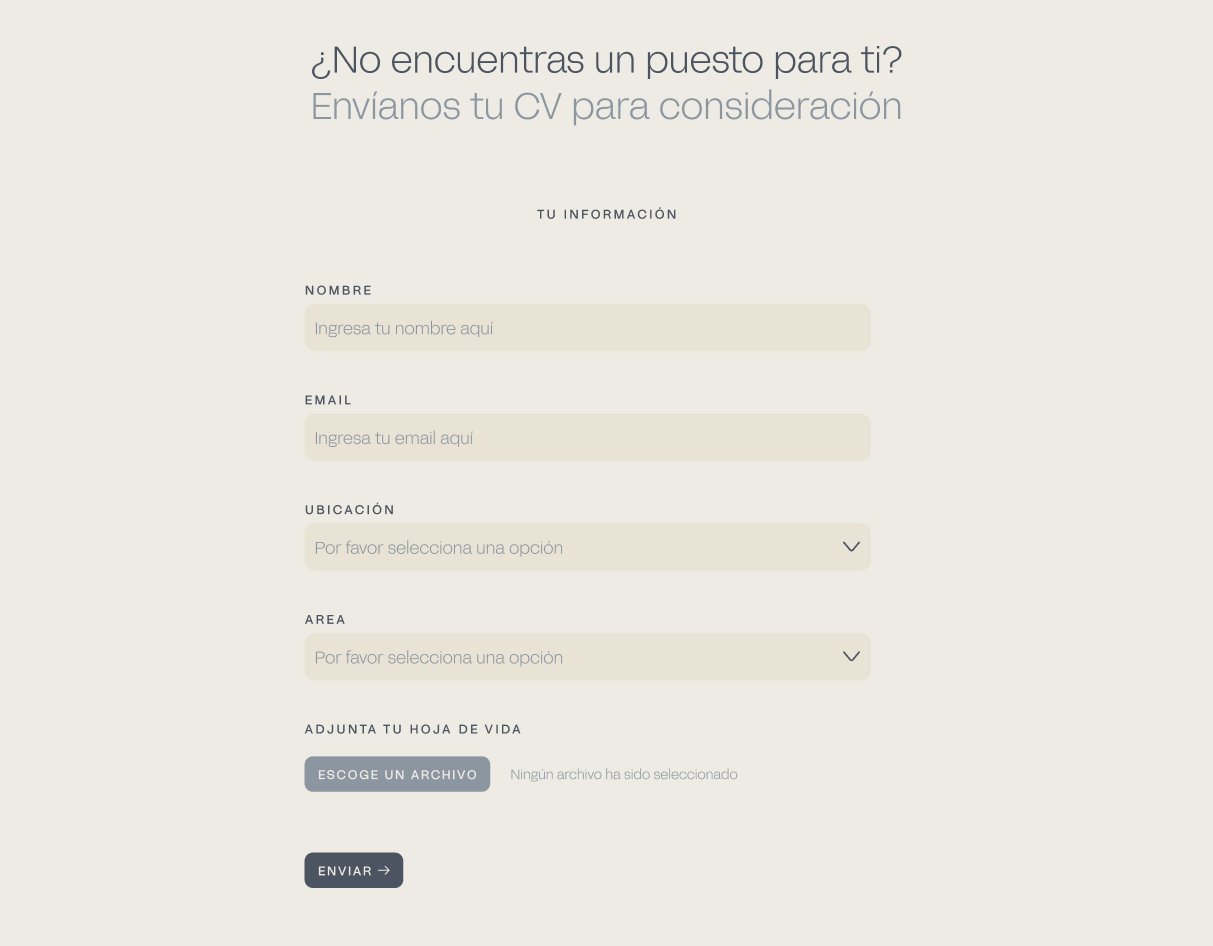 ¿No encuentras un puesto para ti?
Envíanos tu CV para consideración
TU INFORMACIÓN
NOMBRE
Ingresa tu nombre aquí
EMAIL
Ingresa tu email aquí
UBICACIÓN
Por favor selecciona una opción
AREA
Por favor selecciona una opción
ADJUNTA TU HOJA DE VIDA
ESCOGE UN ARCHIVO Ningún archivo ha sido seleccionado
ENVIAR →